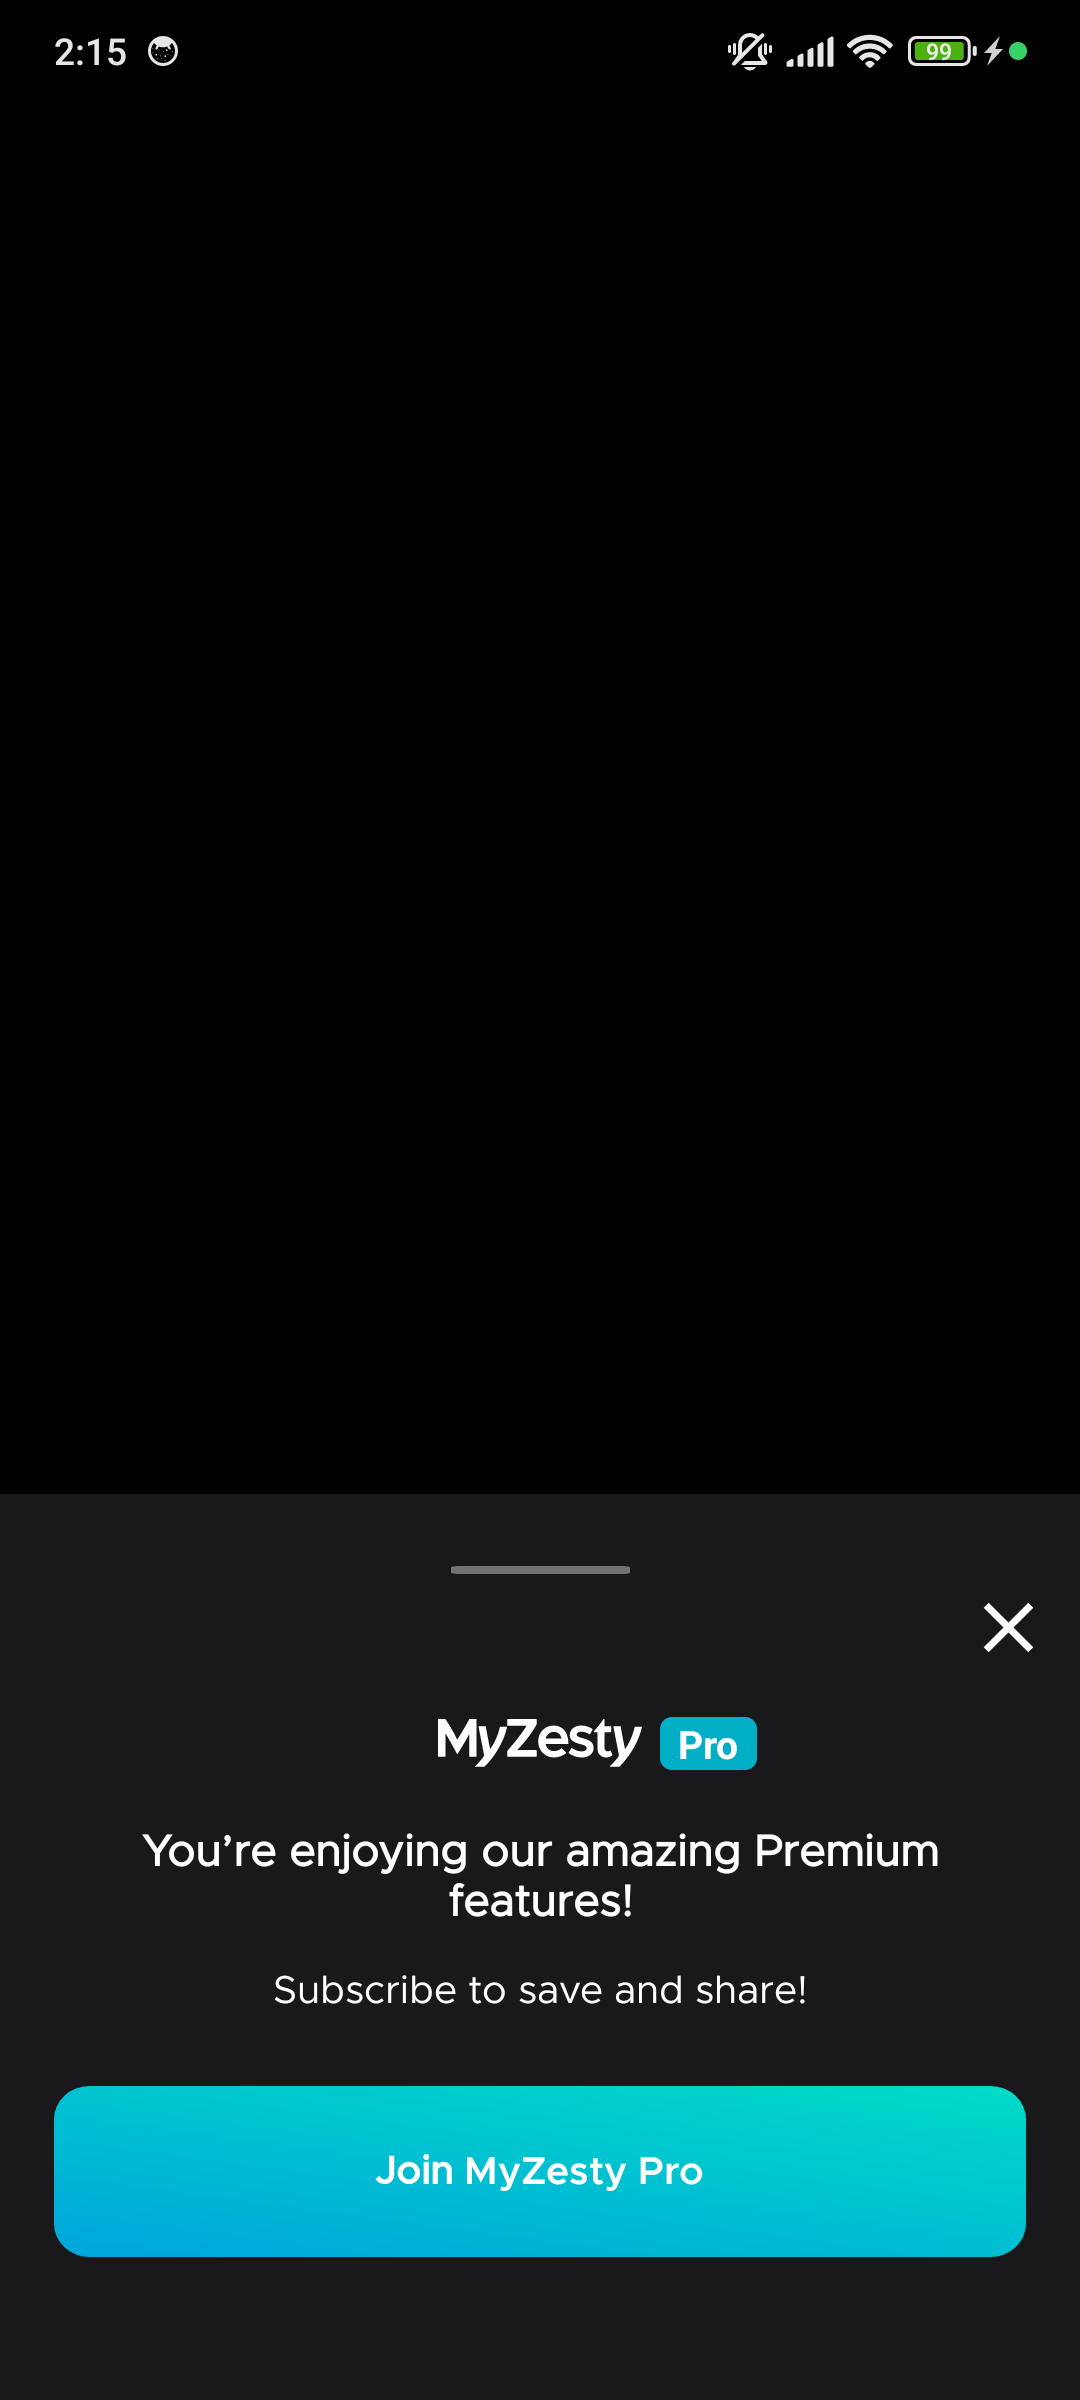 2:15
99
MyZesty Pro
You’re enjoying our amazing Premium
features!
Subscribe to save and share!
Join MyZesty Pro